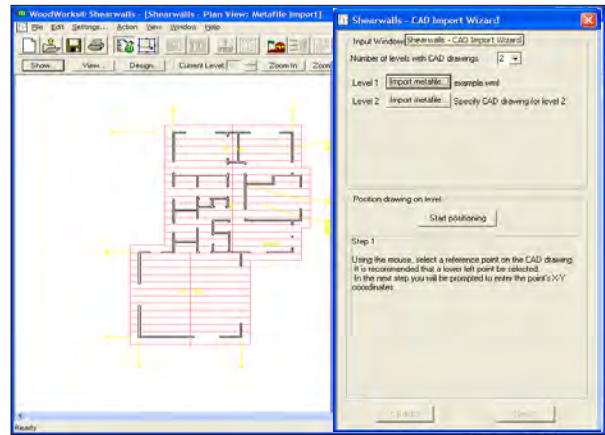 WoodWorks® Shearwalls - [Shearwalls - Plan View: Metafile Import]
File Edit Settings... Action View Window Help
Show... View... Design... Current Level Zoom In Zoom
Ready
Shearwalls - CAD Import Wizard
Input Window Shearwalls - CAD Import Wizard
Number of levels with CAD drawings 2
Level 1 Import metafile... example.wmf
Level 2 Import metafile... Specify CAD drawing for level 2
Position drawing on level
Start positioning
Step 1
Using the mouse, select a reference point on the CAD drawing.
It is recommended that a lower left point be selected.
In the next step you will be prompted to enter the point's X-Y
coordinates